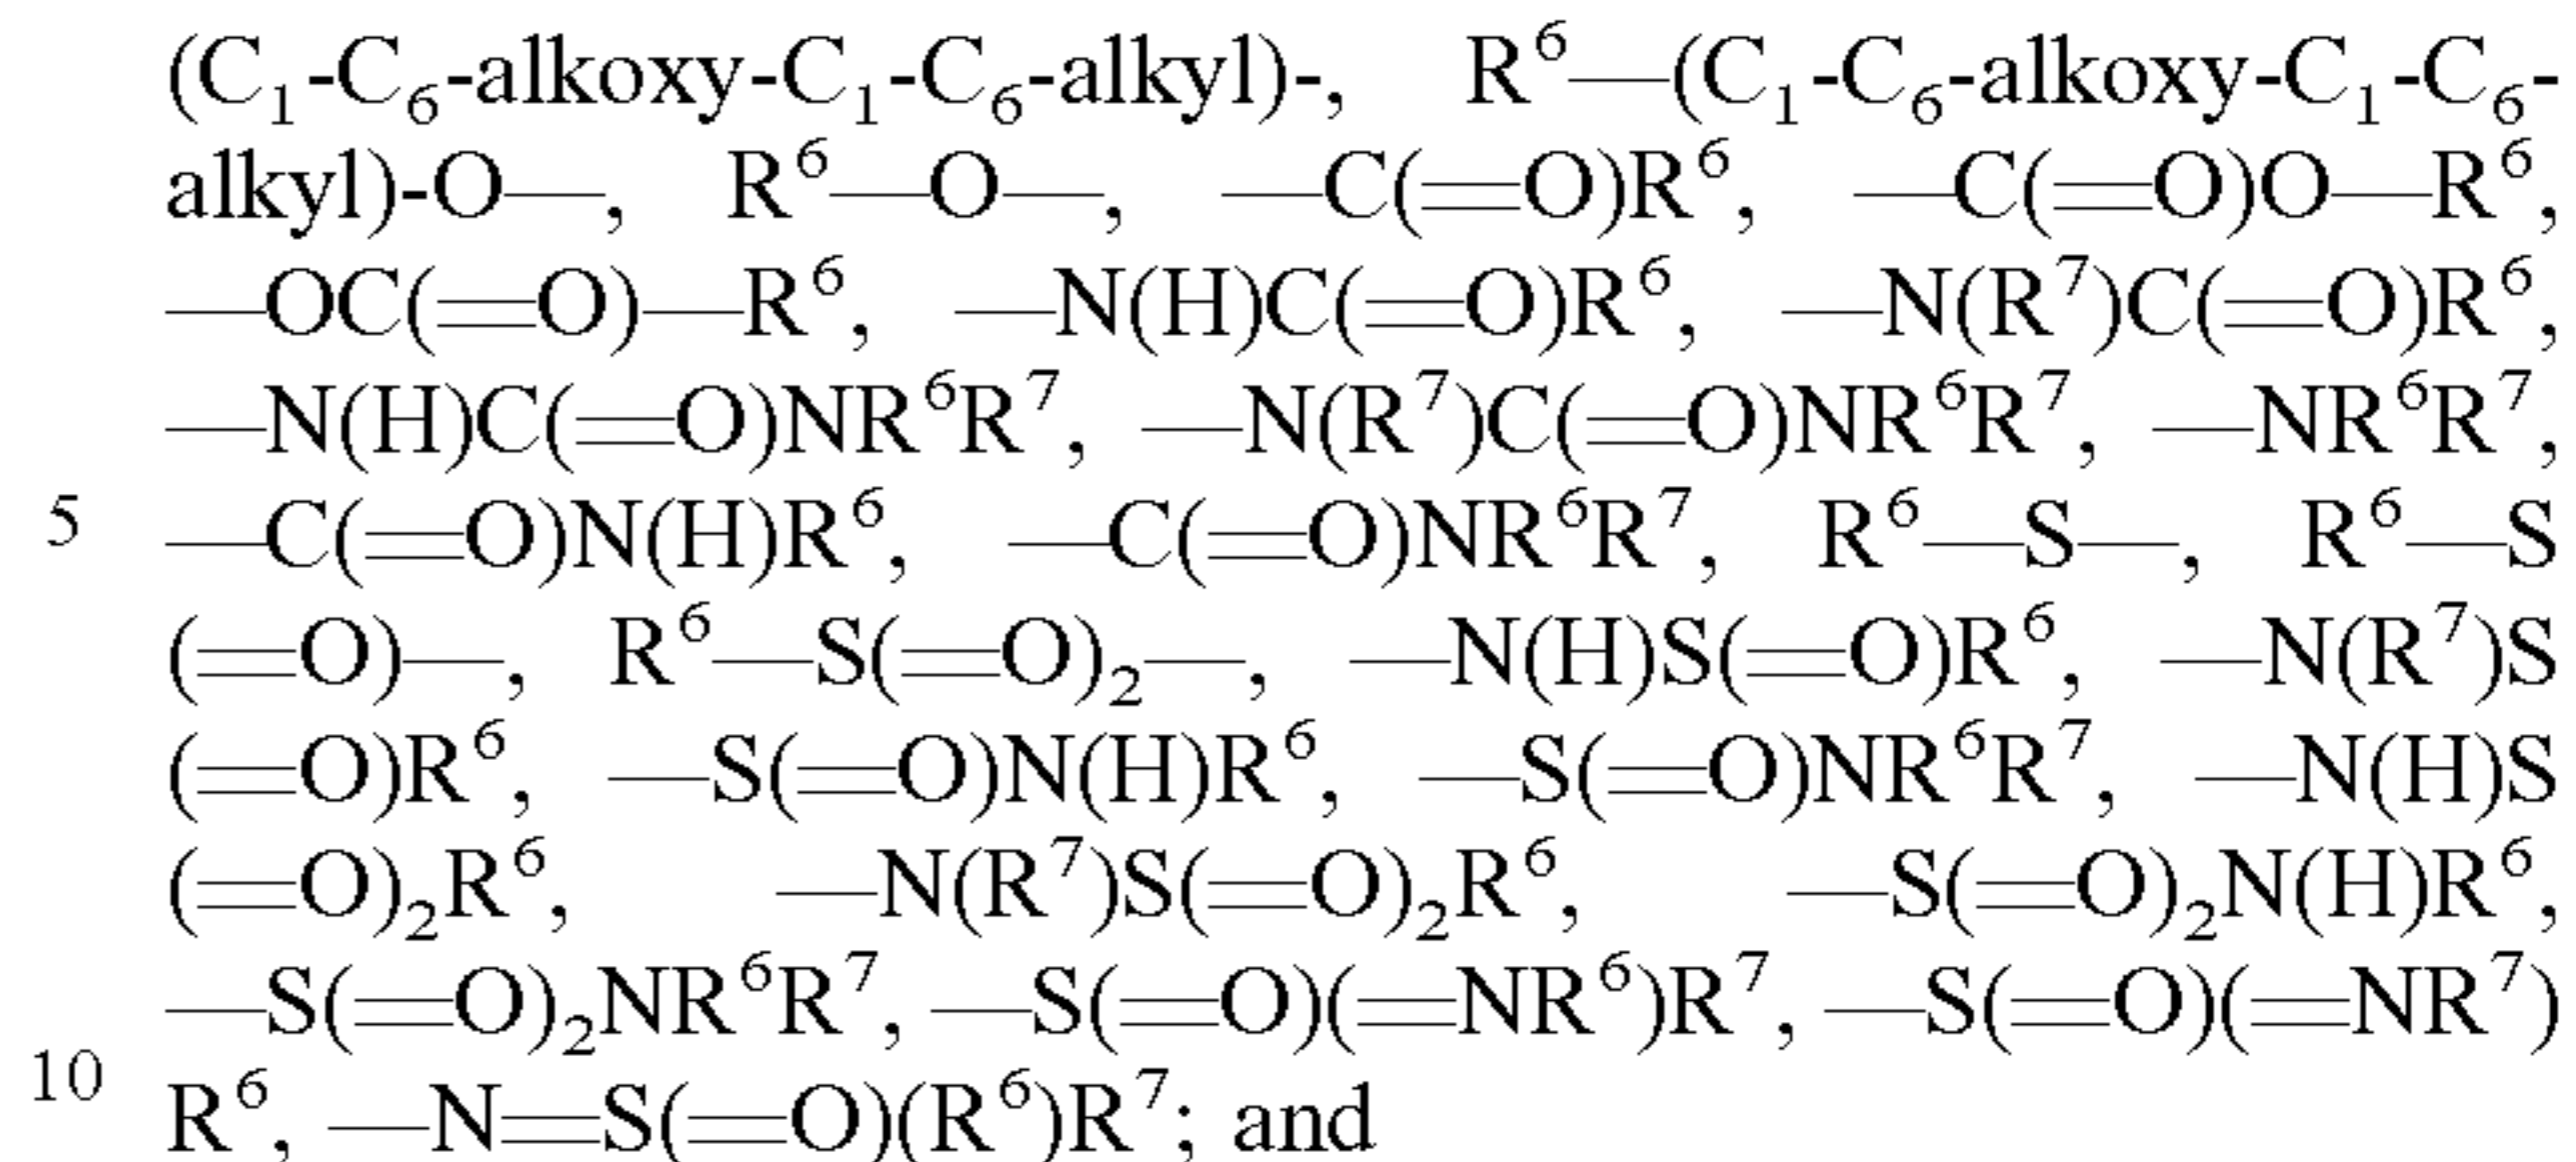 (C₁-C₆-alkoxy-C₁-C₆-alkyl)-, R⁶—(C₁-C₆-alkoxy-C₁-C₆-
alkyl)-O—, R⁶—O—, —C(═O)R⁶, —C(═O)O—R⁶,
—OC(═O)—R⁶, —N(H)C(═O)R⁶, —N(R⁷)C(═O)R⁶,
—N(H)C(═O)NR⁶R⁷, —N(R⁷)C(═O)NR⁶R⁷, —NR⁶R⁷,
5 —C(═O)N(H)R⁶, —C(═O)NR⁶R⁷, R⁶—S—, R⁶—S
(═O)—, R⁶—S(═O)₂—, —N(H)S(═O)R⁶, —N(R⁷)S
(═O)R⁶, —S(═O)N(H)R⁶, —S(═O)NR⁶R⁷, —N(H)S
(═O)₂R⁶, —N(R⁷)S(═O)₂R⁶, —S(═O)₂N(H)R⁶,
—S(═O)₂NR⁶R⁷, —S(═O)(═NR⁶)R⁷, —S(═O)(═NR⁷)
10 R⁶, —N═S(═O)(R⁶)R⁷; and